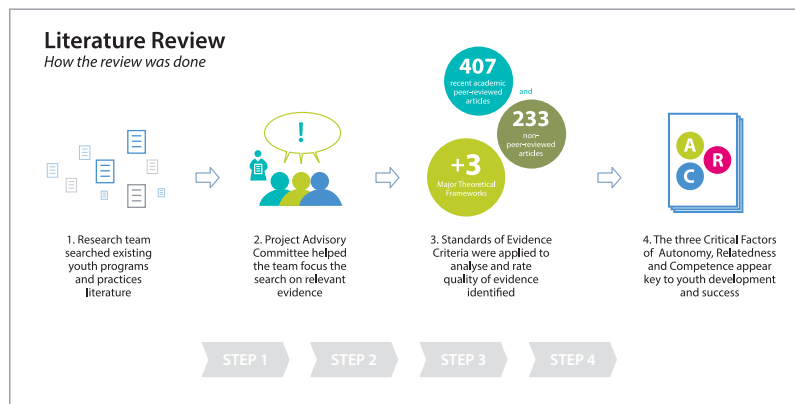 Literature Review
How the review was done
407
recent academic
peer-reviewed
articles
and
233
non-
peer-reviewed
articles
+3
Major Theoretical
Frameworks
!
A
R
C
1. Research team
searched existing
youth programs
and practices
literature
2. Project Advisory
Committee helped
the team focus the
search on relevant
evidence
3. Standards of Evidence
Criteria were applied to
analyse and rate
quality of evidence
identified
4. The three Critical Factors
of Autonomy, Relatedness
and Competence appear
key to youth development
and success
STEP 1
STEP 2
STEP 3
STEP 4